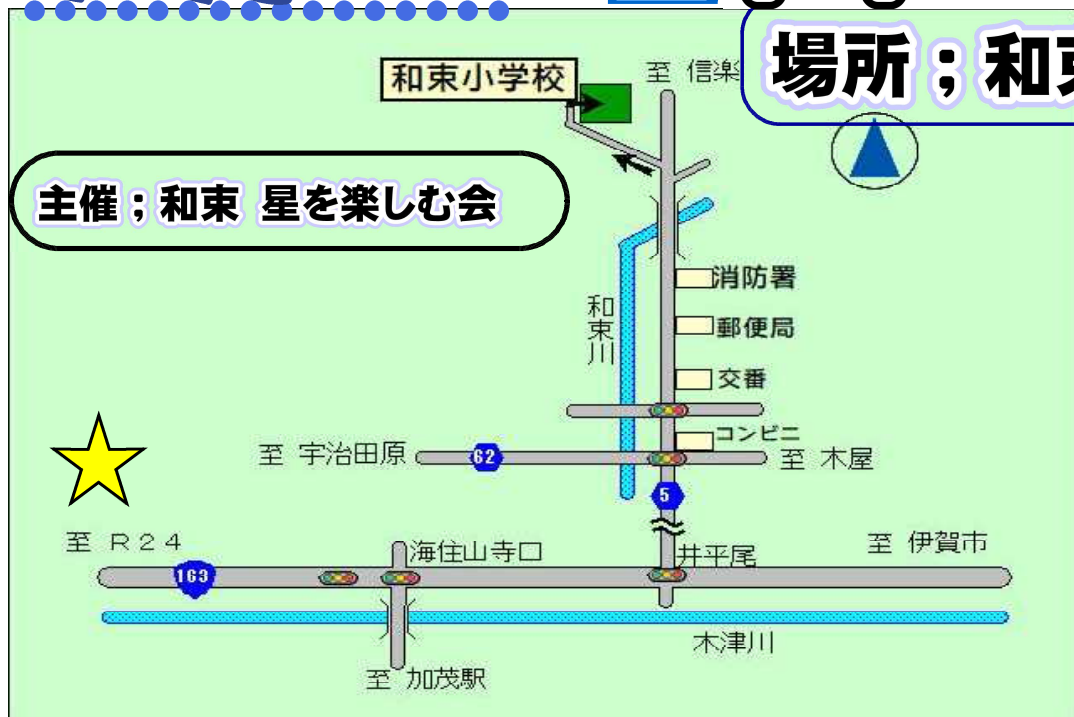 場所；和束
和束小学校
至 信楽
主催；和束 星を楽しむ会
消防署
和束川
郵便局
交番
コンビニ
至 宇治田原
62
至 木屋
5
至 R24
海住山寺口
井平尾
至 伊賀市
163
木津川
至 加茂駅